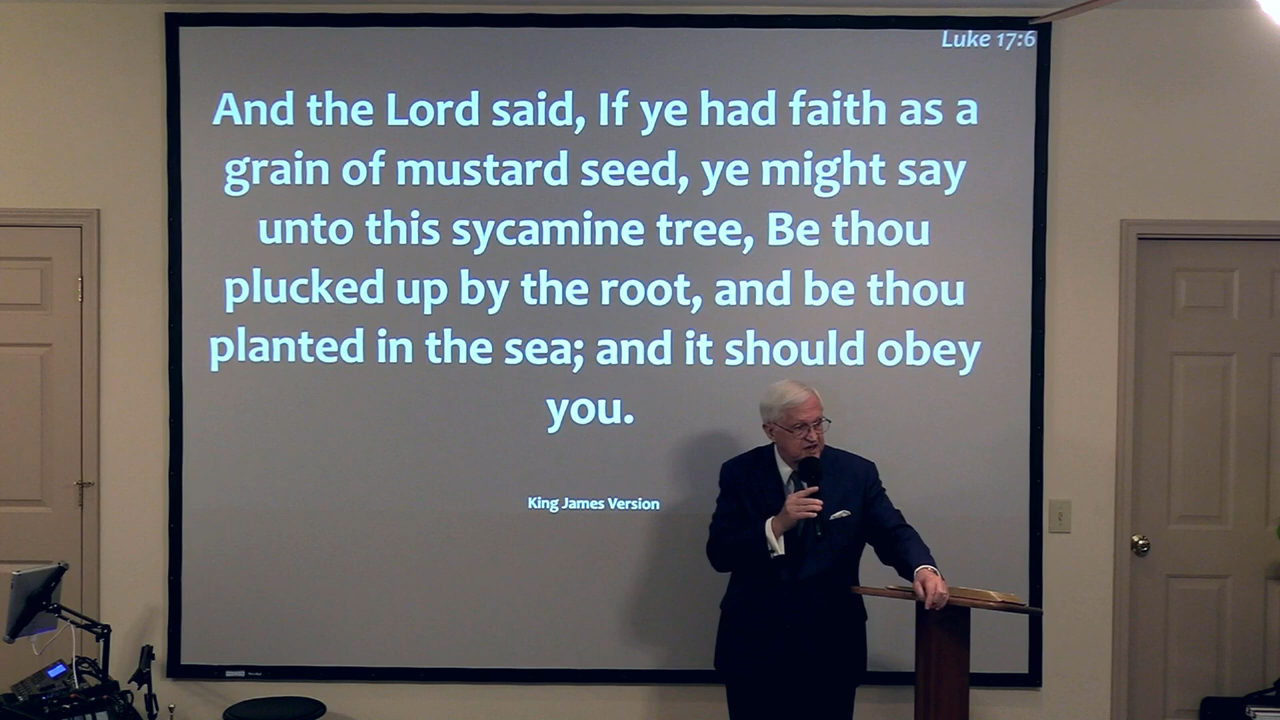 Luke 17:6
And the Lord said, If ye had faith as a
grain of mustard seed, ye might say
unto this sycamine tree, Be thou
plucked up by the root, and be thou
planted in the sea; and it should obey
you.
King James Version